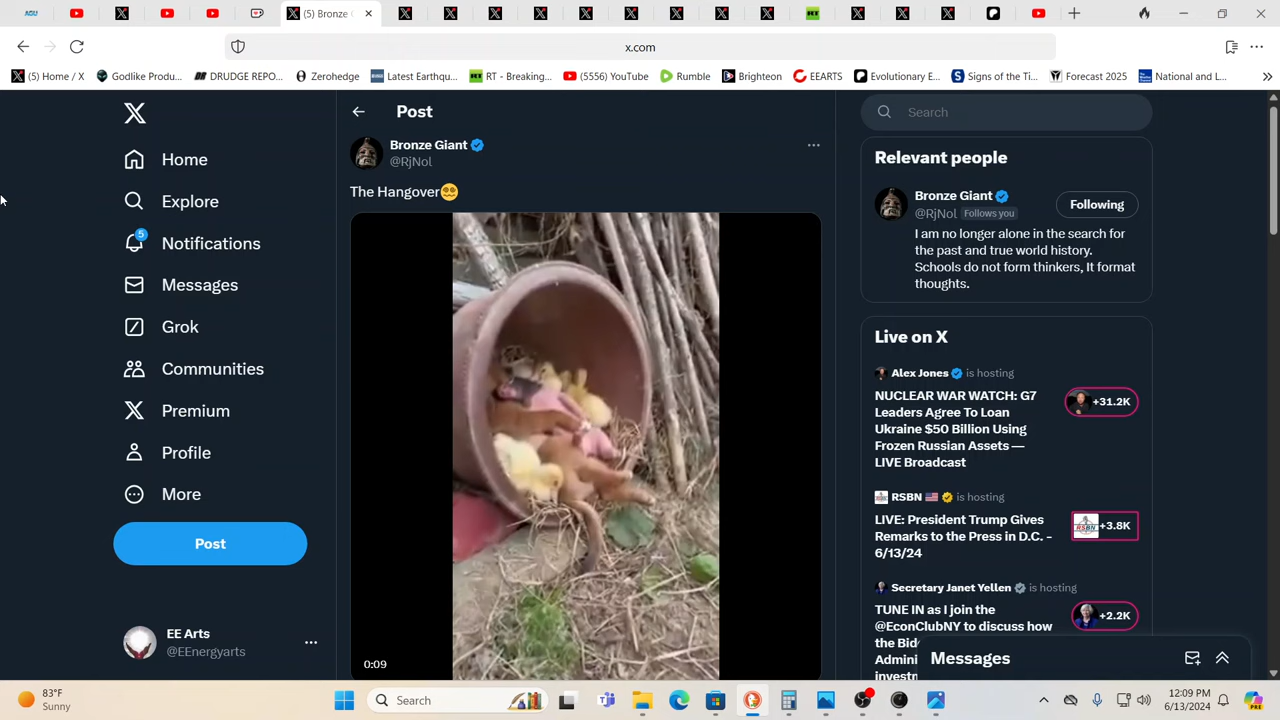 (5) Bronze (
x.com
(5) Home / X
Godlike Produ...
DRUDGE REPO...
Zerohedge
Latest Earthqu...
RT - Breaking...
(5556) YouTube
Rumble
Brighteon
EEARTS
Evolutionary E...
Signs of the Ti...
Forecast 2025
National and L...
Home
Explore
5
Notifications
Messages
Grok
Communities
Premium
Profile
More
Post
EE Arts
@EEnergyarts
Post
Bronze Giant
@RjNol
The Hangover
0:09
Search
Relevant people
Bronze Giant
@RjNol Follows you
Following
I am no longer alone in the search for
the past and true world history.
Schools do not form thinkers, It format
thoughts.
Live on X
Alex Jones is hosting
NUCLEAR WAR WATCH: G7
Leaders Agree To Loan
Ukraine $50 Billion Using
Frozen Russian Assets —
LIVE Broadcast
+31.2K
RSBN is hosting
LIVE: President Trump Gives
Remarks to the Press in D.C. -
6/13/24
+3.8K
Secretary Janet Yellen is hosting
TUNE IN as I join the
@EconClubNY to discuss how
the Bid
Admini
investn
+2.2K
Messages
83°F
Sunny
Search
12:09 PM
6/13/2024